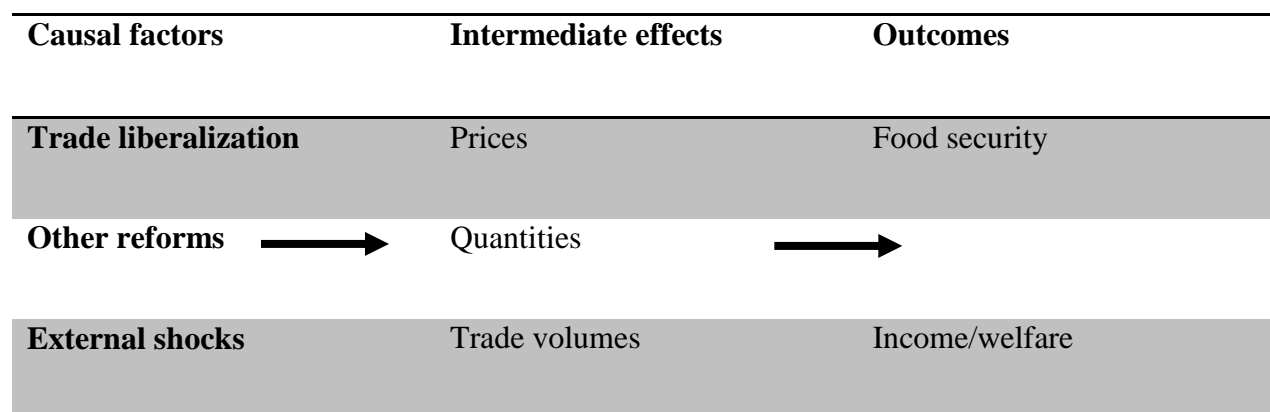 Causal factors Intermediate effects Outcomes
Trade liberalization Prices Food security
Other reforms Quantities
External shocks Trade volumes Income/welfare